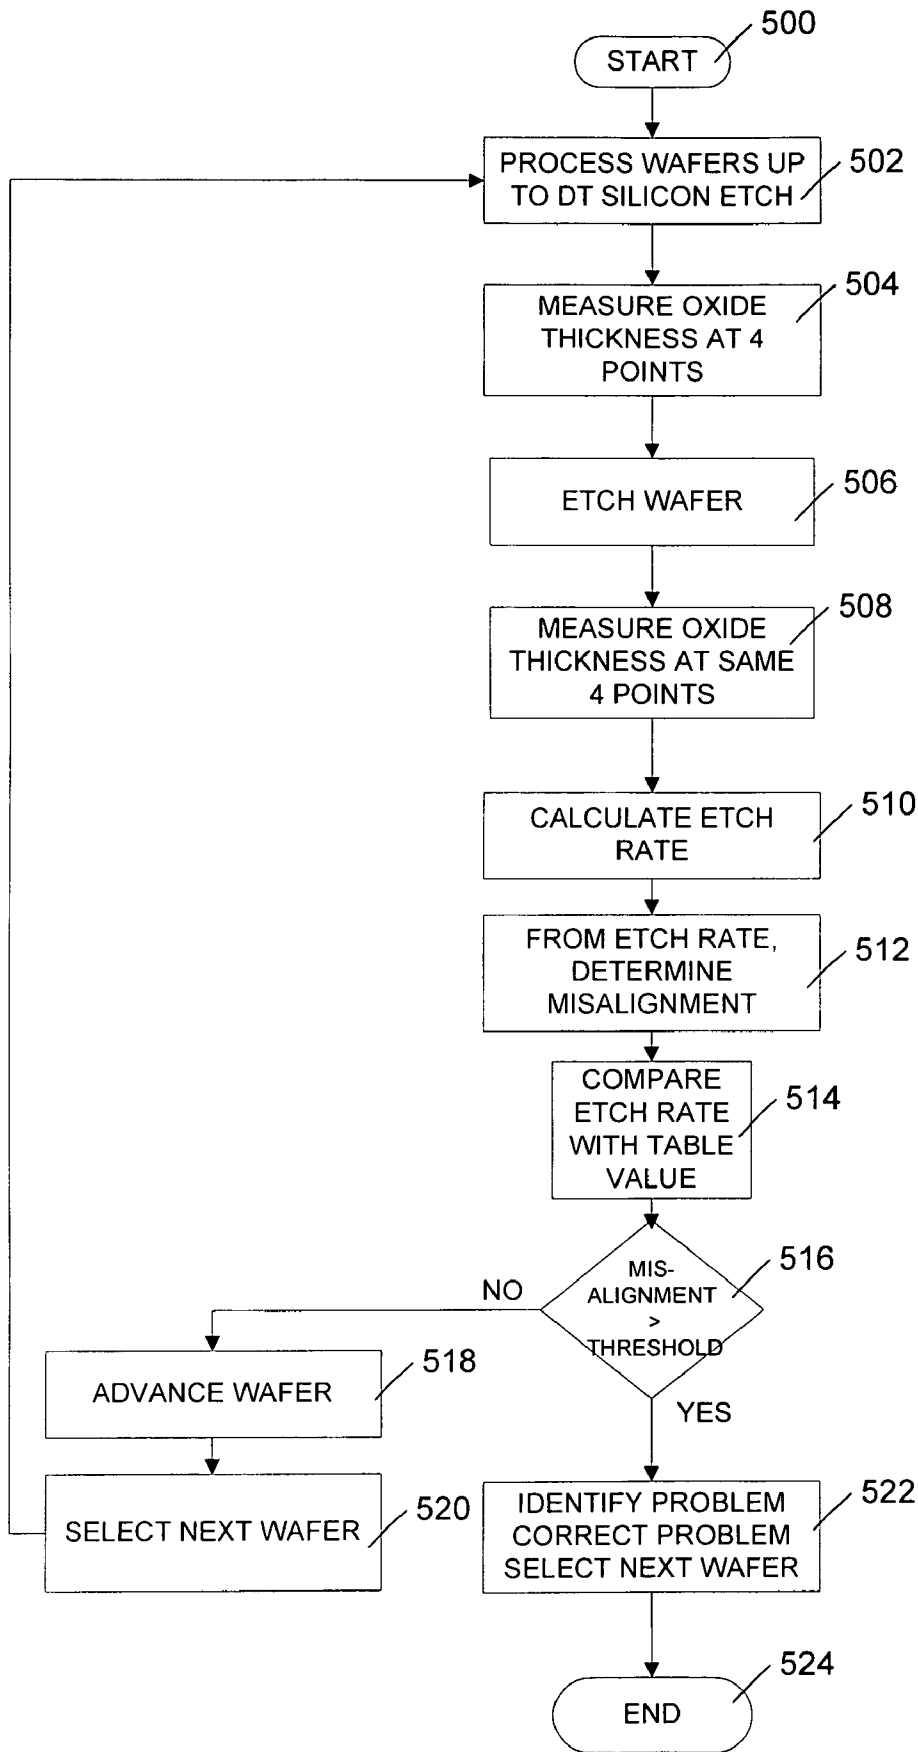 500
START
PROCESS WAFERS UP
TO DT SILICON ETCH
502
504
MEASURE OXIDE
THICKNESS AT 4
POINTS
506
ETCH WAFER
508
MEASURE OXIDE
THICKNESS AT SAME
4 POINTS
510
CALCULATE ETCH
RATE
FROM ETCH RATE,
DETERMINE
MISALIGNMENT
512
COMPARE
ETCH RATE
WITH TABLE
VALUE
514
516
MIS-
ALIGNMENT
>
THRESHOLD
NO
YES
518
ADVANCE WAFER
520
SELECT NEXT WAFER
522
IDENTIFY PROBLEM
CORRECT PROBLEM
SELECT NEXT WAFER
524
END